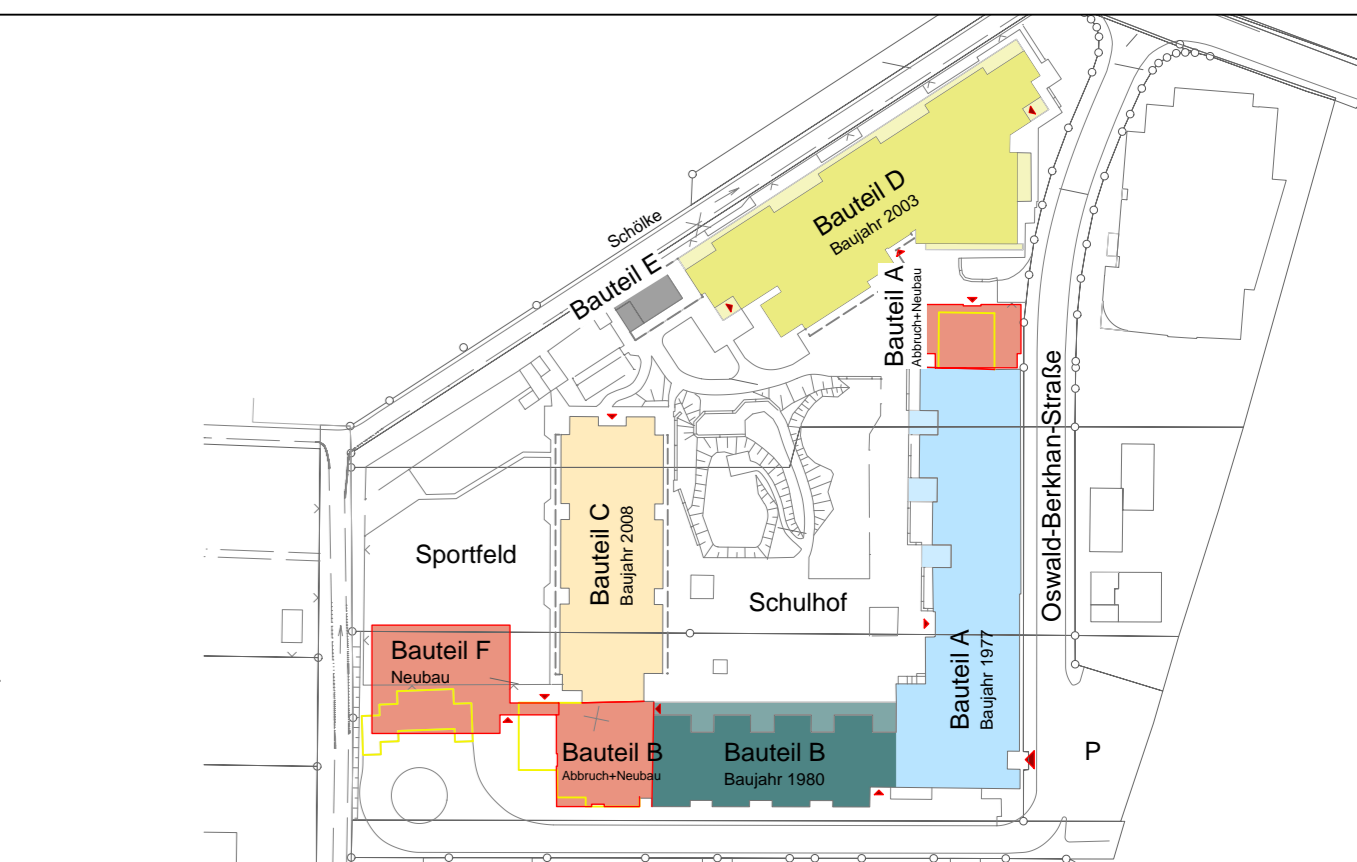 Schölke
Bauteil D
Baujahr 2003
Bauteil E
Bauteil A
Abbruch+Neubau
Oswald-Berkhan-Straße
Bauteil C
Baujahr 2008
Sportfeld
Schulhof
Bauteil F
Neubau
Bauteil A
Baujahr 1977
Bauteil B
Abbruch+Neubau
Bauteil B
Baujahr 1980
P